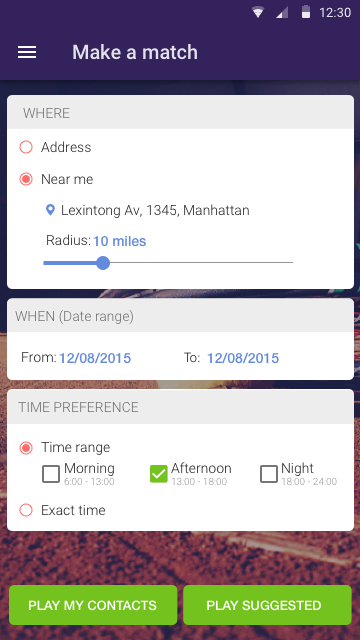 12:30
Make a match
WHERE
Address
Near me
Lexintong Av, 1345, Manhattan
Radius: 10 miles
WHEN (Date range)
From: 12/08/2015 To: 12/08/2015
TIME PREFERENCE
Time range
Morning Afternoon Night
6:00 - 13:00 13:00 - 18:00 18:00 - 24:00
Exact time
PLAY MY CONTACTS PLAY SUGGESTED